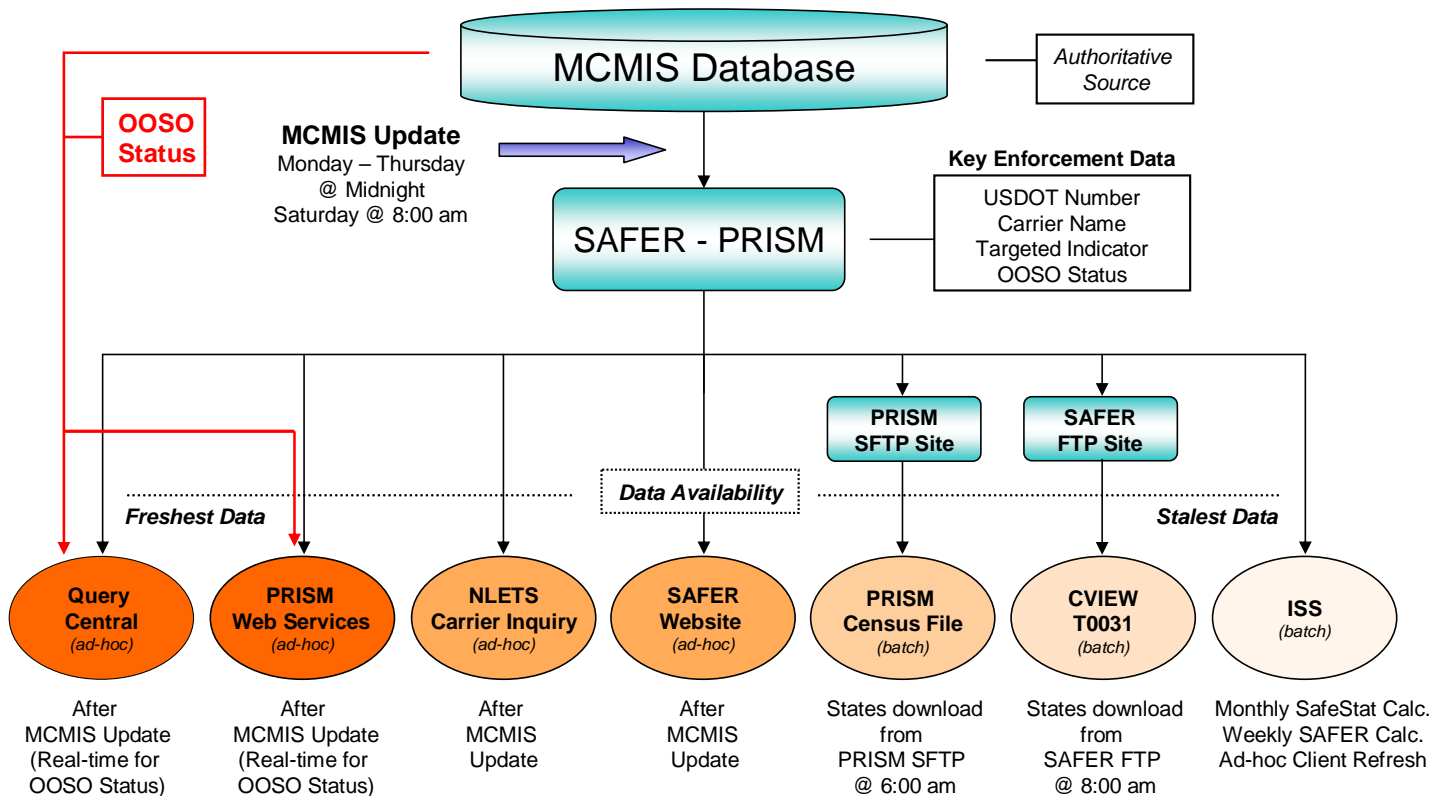 MCMIS Database
Authoritative
Source
OOSO
Status
MCMIS Update
Monday – Thursday
@ Midnight
Saturday @ 8:00 am
Key Enforcement Data
USDOT Number
Carrier Name
Targeted Indicator
OOSO Status
SAFER - PRISM
PRISM
SFTP Site
SAFER
FTP Site
Data Availability
Freshest Data
Stalest Data
Query
Central
(ad-hoc)
PRISM
Web Services
(ad-hoc)
NLETS
Carrier Inquiry
(ad-hoc)
SAFER
Website
(ad-hoc)
PRISM
Census File
(batch)
CVIEW
T0031
(batch)
ISS
(batch)
After
MCMIS Update
(Real-time for
OOSO Status)
After
MCMIS Update
(Real-time for
OOSO Status)
After
MCMIS
Update
After
MCMIS
Update
States download
from
PRISM SFTP
@ 6:00 am
States download
from
SAFER FTP
@ 8:00 am
Monthly SafeStat Calc.
Weekly SAFER Calc.
Ad-hoc Client Refresh